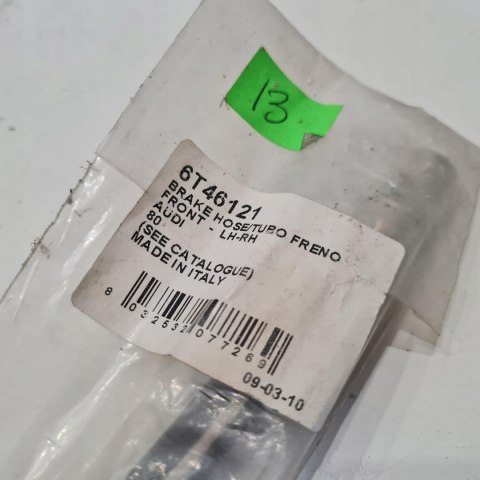 13
6T46121
BRAKE HOSE/TUBO FRENO
FRONT - LH-RH
AUDI
80
(SEE CATALOGUE)
MADE IN ITALY
8 032532 077269
09-03-10